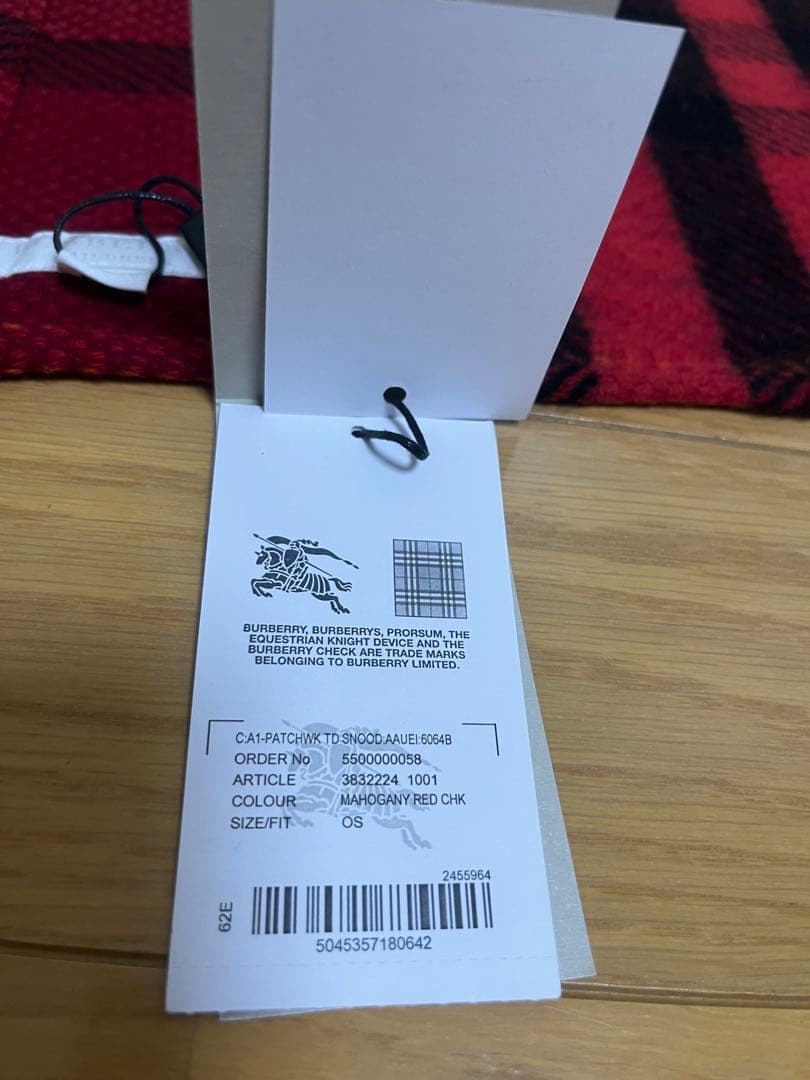 BURBERRY, BURBERRYS, PRORSUM, THE
EQUESTRIAN KNIGHT DEVICE AND THE
BURBERRY CHECK ARE TRADE MARKS
BELONGING TO BURBERRY LIMITED.
C:A1-PATCHWK TD:SNOOD:AAUEI:6064B
ORDER No 5500000058
ARTICLE 3832224 1001
COLOUR MAHOGANY RED CHK
SIZE/FIT OS
2455964
62E
5045357180642